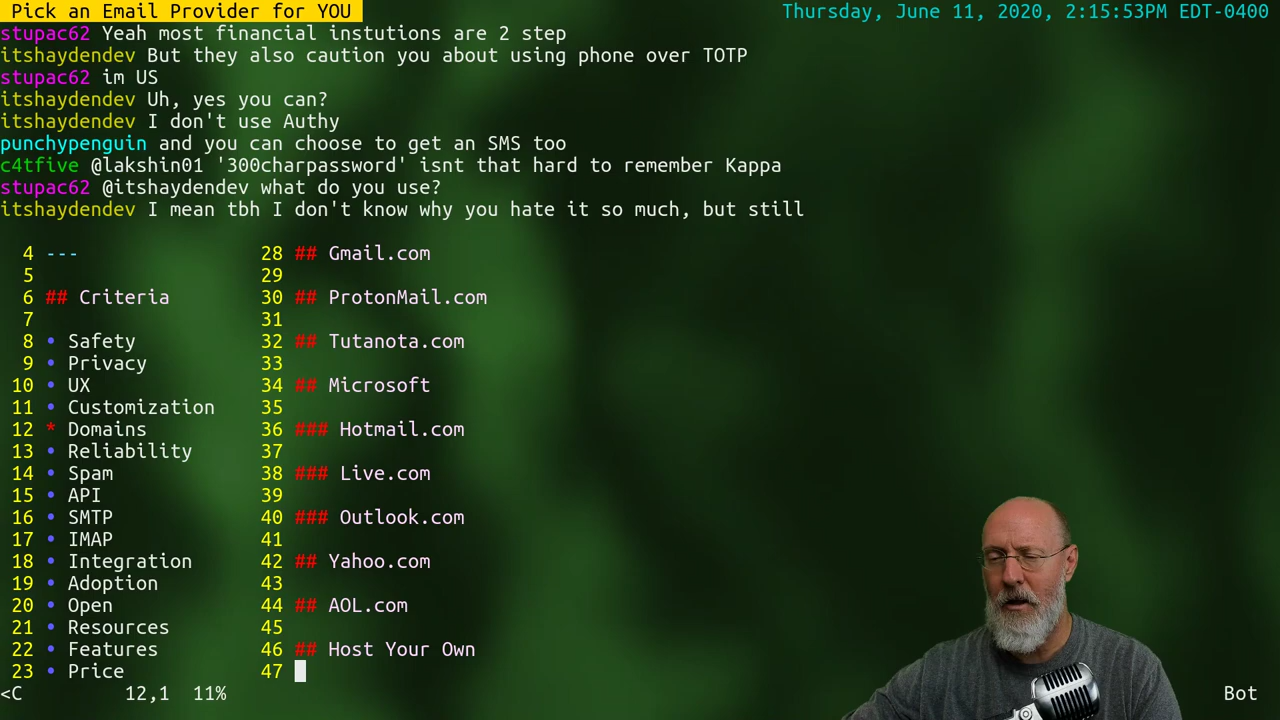 Pick an Email Provider for YOU
Thursday, June 11, 2020, 2:15:53PM EDT-0400
stupac62 Yeah most financial instutions are 2 step
itshaydendev But they also caution you about using phone over TOTP
stupac62 im US
itshaydendev Uh, yes you can?
itshaydendev I don't use Authy
punchypenguin and you can choose to get an SMS too
c4tfive @lakshin01 '300charpassword' isnt that hard to remember Kappa
stupac62 @itshaydendev what do you use?
itshaydendev I mean tbh I don't know why you hate it so much, but still
4 ---
5
6 ## Criteria
7
8 • Safety
9 • Privacy
10 • UX
11 • Customization
12 * Domains
13 • Reliability
14 • Spam
15 • API
16 • SMTP
17 • IMAP
18 • Integration
19 • Adoption
20 • Open
21 • Resources
22 • Features
23 • Price
28 ## Gmail.com
29
30 ## ProtonMail.com
31
32 ## Tutanota.com
33
34 ## Microsoft
35
36 ### Hotmail.com
37
38 ### Live.com
39
40 ### Outlook.com
41
42 ## Yahoo.com
43
44 ## AOL.com
45
46 ## Host Your Own
47
<C 12,1 11% Bot